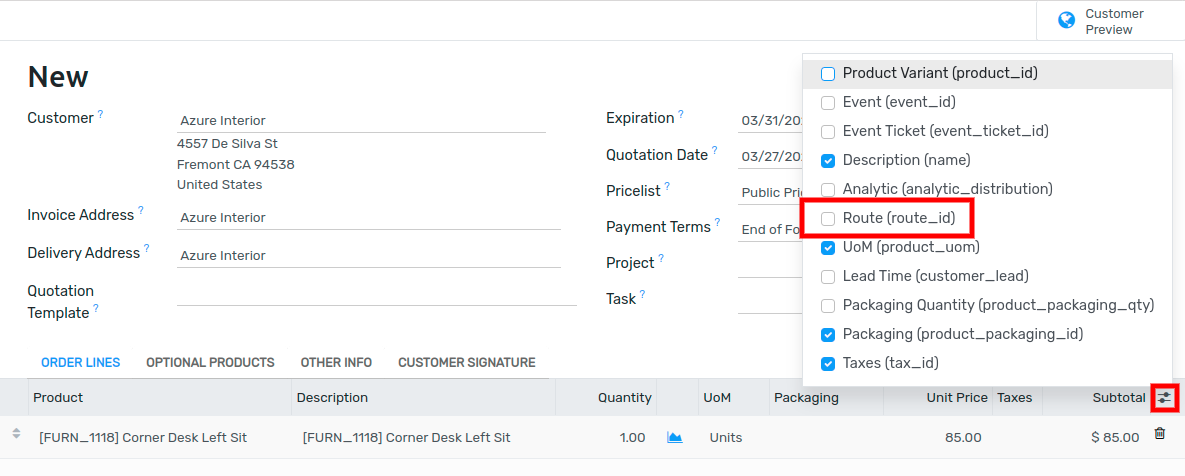 Customer
Preview
New
Customer ?
Azure Interior
4557 De Silva St
Fremont CA 94538
United States
Invoice Address ?
Azure Interior
Delivery Address ?
Azure Interior
Quotation
Template ?
Expiration ?
03/31/20
Quotation Date ?
03/27/20
Pricelist ?
Public Pri
Payment Terms ?
End of Fo
Project ?
Task ?
Product Variant (product_id)
Event (event_id)
Event Ticket (event_ticket_id)
Description (name)
Analytic (analytic_distribution)
Route (route_id)
UoM (product_uom)
Lead Time (customer_lead)
Packaging Quantity (product_packaging_qty)
Packaging (product_packaging_id)
Taxes (tax_id)
ORDER LINES OPTIONAL PRODUCTS OTHER INFO CUSTOMER SIGNATURE
Product Description Quantity UoM Packaging Unit Price Taxes Subtotal
[FURN_1118] Corner Desk Left Sit [FURN_1118] Corner Desk Left Sit 1.00 Units 85.00 $ 85.00